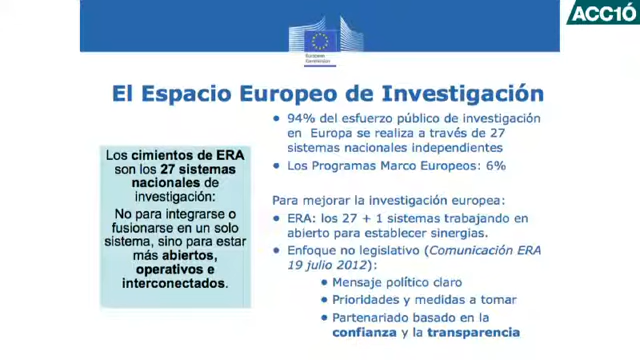 ACC1Ó
European
Commission
El Espacio Europeo de Investigación
Los cimientos de ERA
son los 27 sistemas
nacionales de
investigación:
No para integrarse o
fusionarse en un solo
sistema, sino para estar
más abiertos,
operativos e
interconectados.
• 94% del esfuerzo público de investigación
en Europa se realiza a través de 27
sistemas nacionales independientes
• Los Programas Marco Europeos: 6%
Para mejorar la investigación europea:
• ERA: los 27 + 1 sistemas trabajando en
abierto para establecer sinergias.
• Enfoque no legislativo (Comunicación ERA
19 julio 2012):
• Mensaje político claro
• Prioridades y medidas a tomar
• Partenariado basado en la
confianza y la transparencia